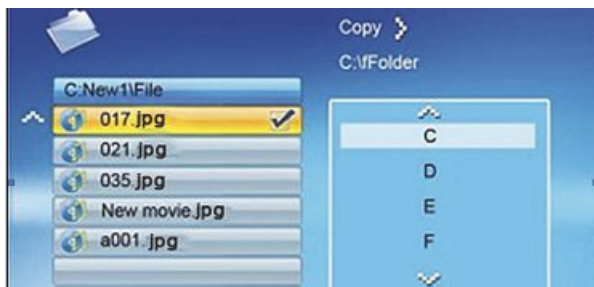 Copy
C:\fFolder
C:New1\File
017.jpg
021.jpg
035.jpg
New movie.jpg
a001.jpg
C
D
E
F